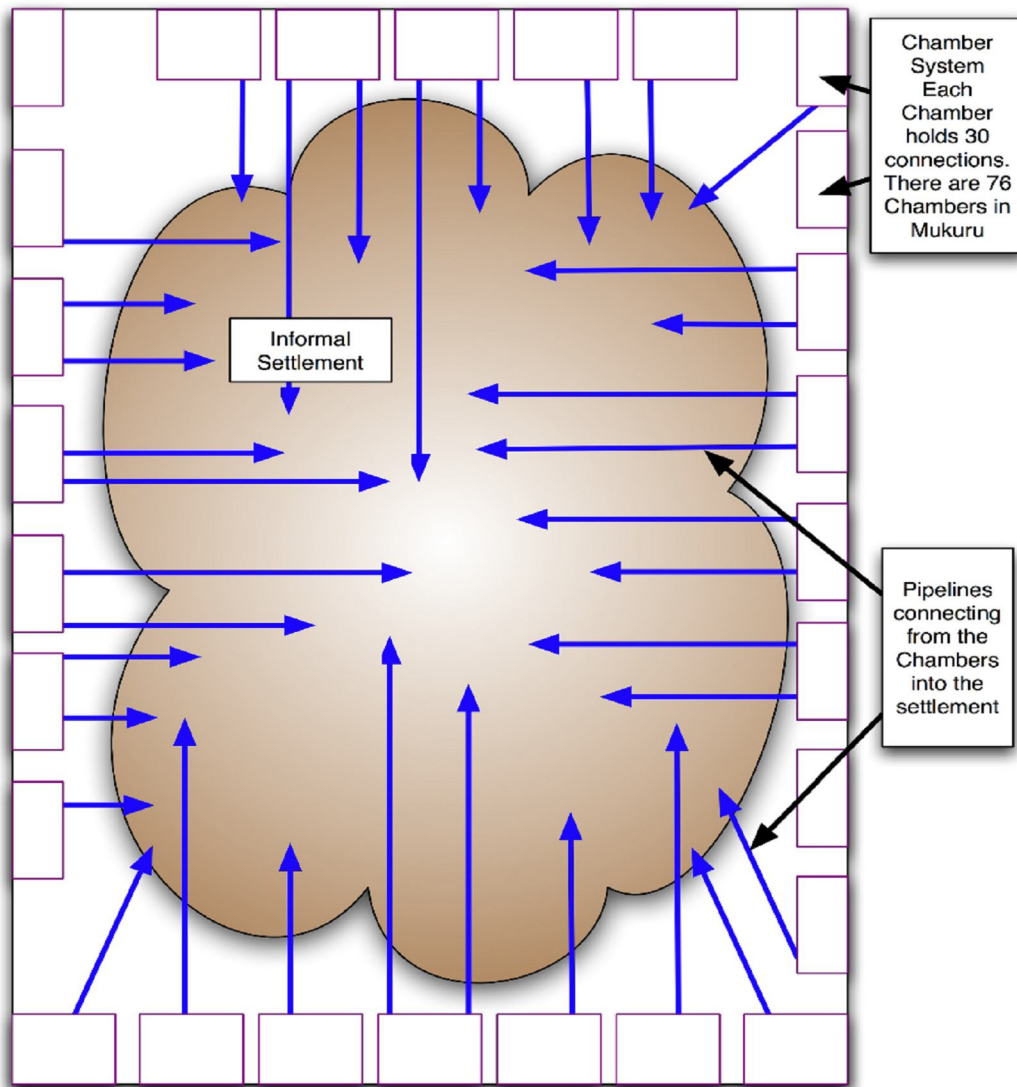 Chamber
System
Each
Chamber
holds 30
connections.
There are 76
Chambers in
Mukuru
Informal
Settlement
Pipelines
connecting
from the
Chambers
into the
settlement